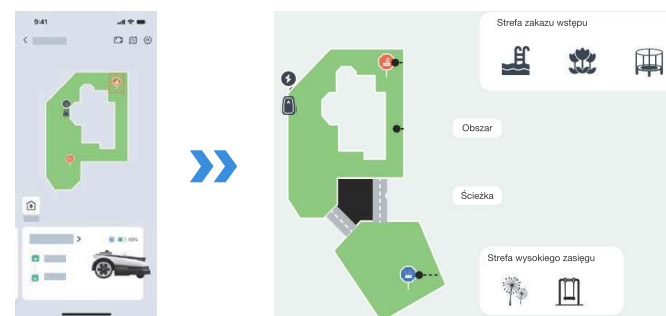 9:41
Strefa zakazu wstępu
Obszar
Ścieżka
Strefa wysokiego zasięgu